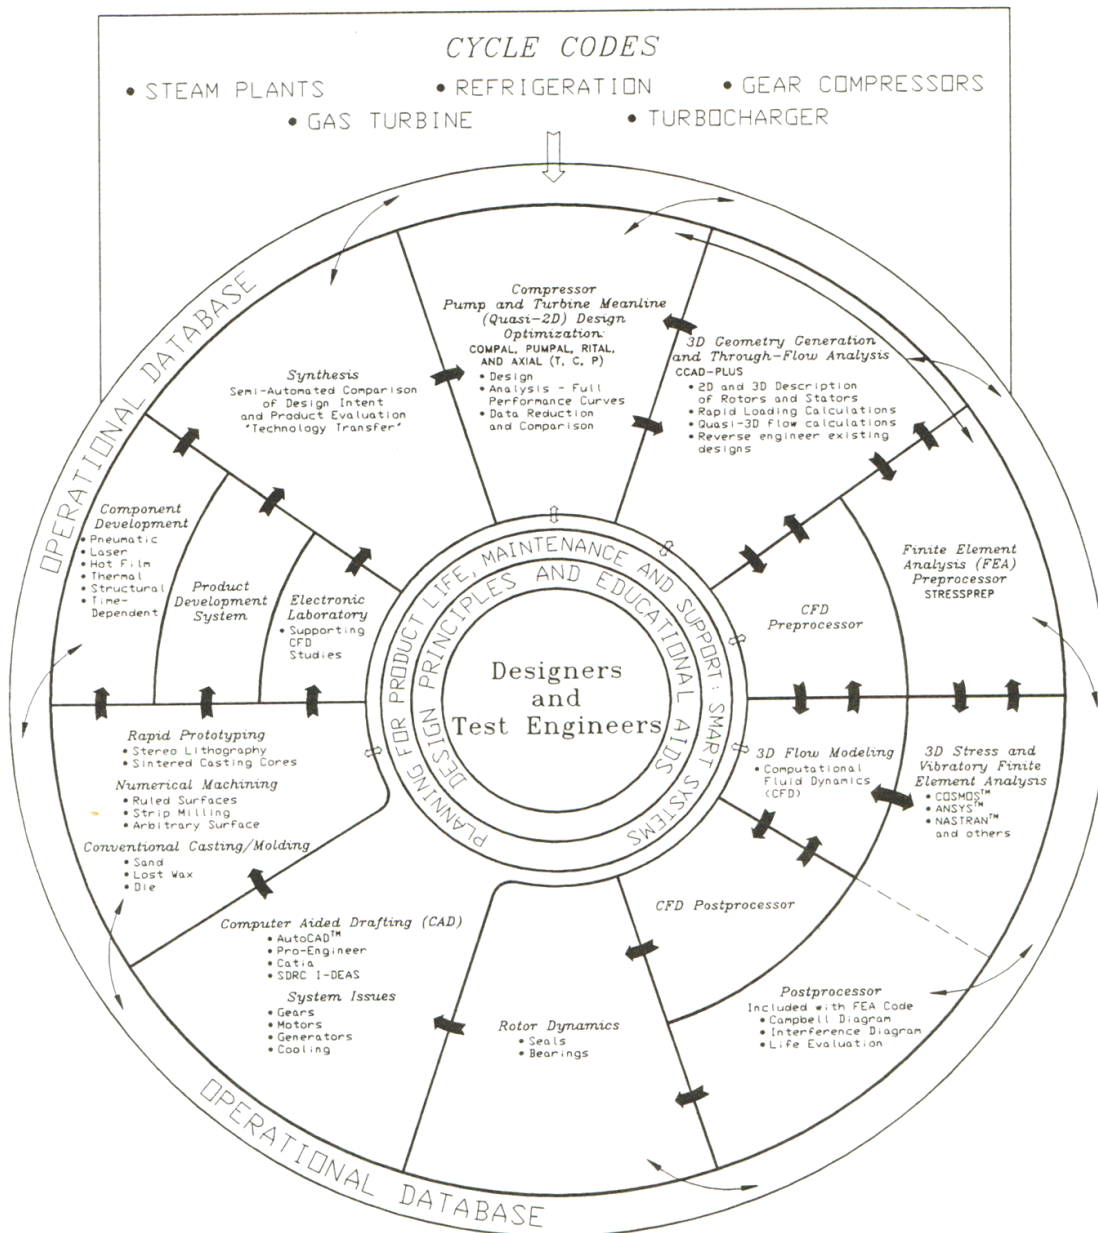 CYCLE CODES
• STEAM PLANTS
• REFRIGERATION
• GEAR COMPRESSORS
• GAS TURBINE
• TURBOCHARGER
OPERATIONAL DATABASE
Compressor
Pump and Turbine Meanline
(Quasi-2D) Design
Optimization:
COMPAL, PUMPAL, RITAL,
AND AXIAL (T, C, P)
• Design
• Analysis - Full
Performance Curves
• Data Reduction
and Comparison
3D Geometry Generation
and Through-Flow Analysis
CCAD-PLUS
• 2D and 3D Description
of Rotors and Stators
• Rapid Loading Calculations
• Quasi-3D flow calculations
• Reverse engineer existing
designs
Synthesis
Semi-Automated Comparison
of Design Intent
and Product Evaluation
"Technology Transfer"
Component
Development
• Pneumatic
• Laser
• Hot Film
• Thermal
• Structural
• Time-
Dependent
Product
Development
System
Electronic
Laboratory
• Supporting
CFD
Studies
Finite Element
Analysis (FEA)
Preprocessor
STRESSPREP
CFD
Preprocessor
PLANNING FOR PRODUCT LIFE, MAINTENANCE AND SUPPORT: SMART SYSTEMS
DESIGN PRINCIPLES AND EDUCATIONAL AIDS
Designers
and
Test Engineers
Rapid Prototyping
• Stereo Lithography
• Sintered Casting Cores
Numerical Machining
• Ruled Surfaces
• Strip Milling
• Arbitrary Surface
Conventional Casting/Molding
• Sand
• Lost Wax
• Die
3D Flow Modeling
• Computational
Fluid Dynamics
(CFD)
3D Stress and
Vibratory Finite
Element Analysis
• COSMOS™
• ANSYS™
• NASTRAN™
and others
Computer Aided Drafting (CAD)
• AutoCAD™
• Pro-Engineer
• Catia
• SDRC I-DEAS
System Issues
• Gears
• Motors
• Generators
• Cooling
CFD Postprocessor
Rotor Dynamics
• Seals
• Bearings
Postprocessor
Included with FEA Code
• Campbell Diagram
• Interference Diagram
• Life Evaluation
OPERATIONAL DATABASE